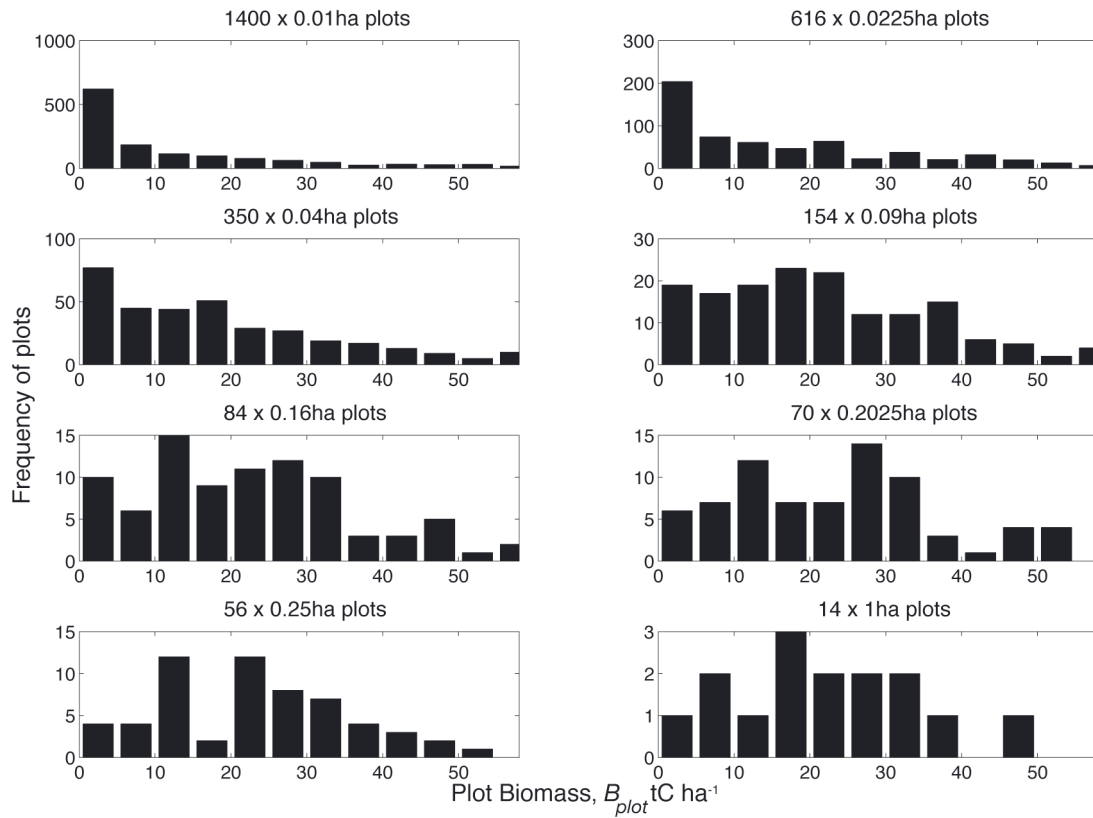 1400 x 0.01ha plots
1000
500
0
0 10 20 30 40 50
616 x 0.0225ha plots
300
200
100
0
0 10 20 30 40 50
350 x 0.04ha plots
100
50
0
0 10 20 30 40 50
154 x 0.09ha plots
30
20
10
0
0 10 20 30 40 50
84 x 0.16ha plots
15
10
5
0
0 10 20 30 40 50
70 x 0.2025ha plots
15
10
5
0
0 10 20 30 40 50
56 x 0.25ha plots
15
10
5
0
0 10 20 30 40 50
14 x 1ha plots
3
2
1
0
0 10 20 30 40 50
Frequency of plots
Plot Biomass, B_plot tC ha⁻¹